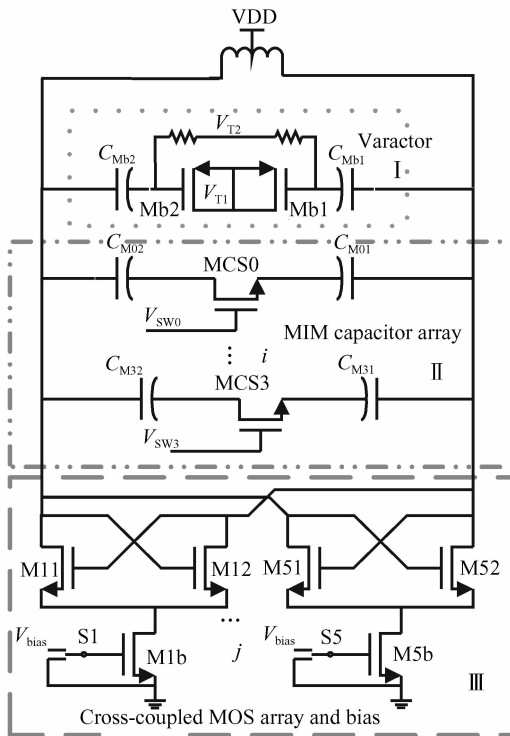 VDD
V_T2
C_Mb2
C_Mb1
Varactor
I
V_T1
Mb2
Mb1
C_M02
C_M01
MCS0
V_SW0
MIM capacitor array
⋮ i
II
C_M32
MCS3
C_M31
V_SW3
M11
M12
M51
M52
...
V_bias
S1
M1b
j
V_bias
S5
M5b
III
Cross-coupled MOS array and bias